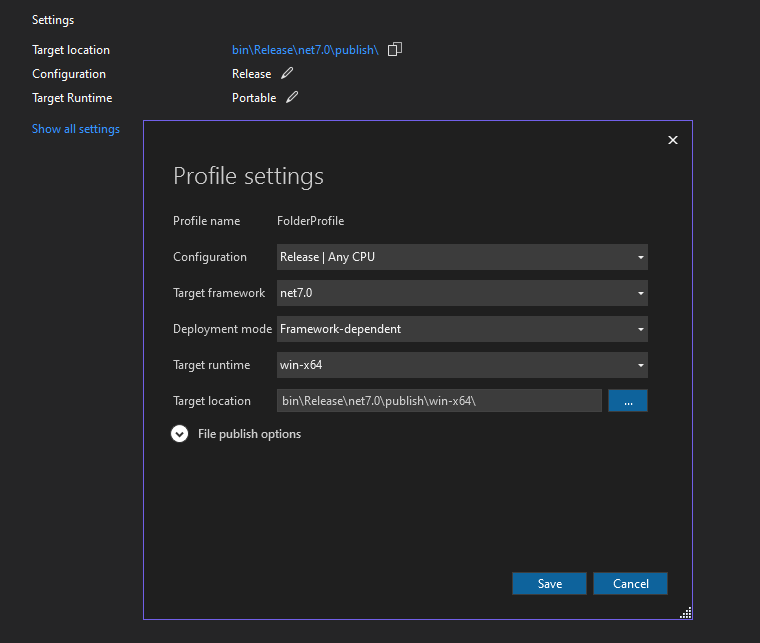 Settings
Target location bin\Release\net7.0\publish\
Configuration Release
Target Runtime Portable
Show all settings
Profile settings
Profile name FolderProfile
Configuration Release | Any CPU
Target framework net7.0
Deployment mode Framework-dependent
Target runtime win-x64
Target location bin\Release\net7.0\publish\win-x64\ ...
File publish options
Save Cancel